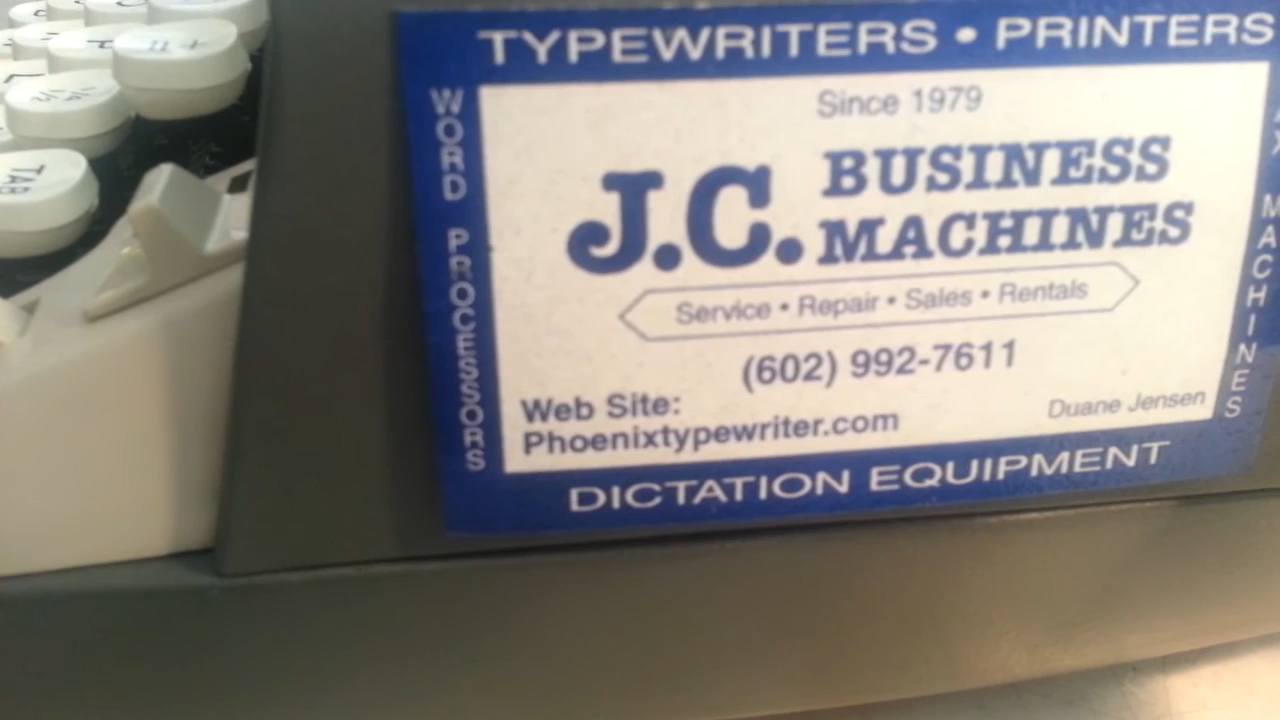 TYPEWRITERS • PRINTERS
WORD PROCESSORS
Since 1979
J.C. BUSINESS MACHINES
Service • Repair • Sales • Rentals
(602) 992-7611
Web Site:
Phoenixtypewriter.com
Duane Jensen
MACHINES
DICTATION EQUIPMENT
TAB